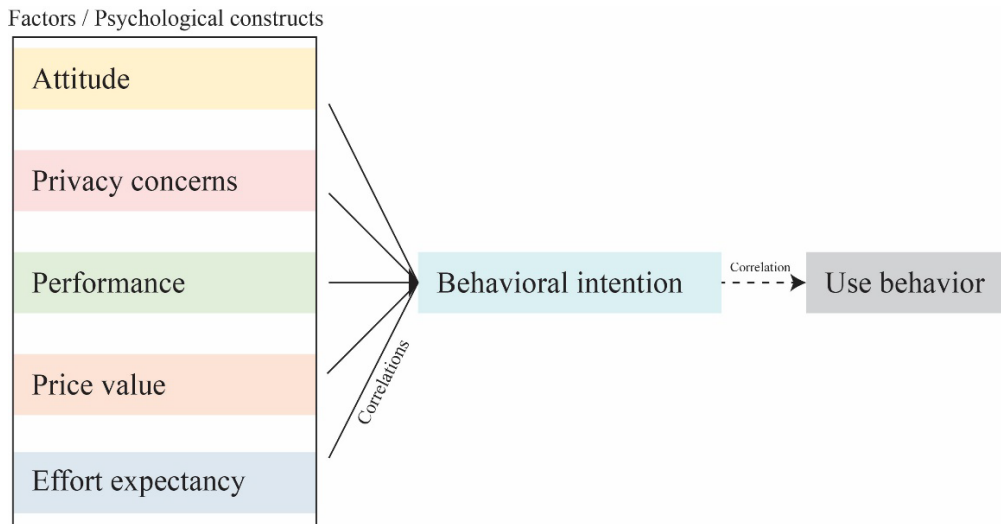 Factors / Psychological constructs
Attitude
Privacy concerns
Performance
Price value
Effort expectancy
Correlations
Behavioral intention
Correlation
Use behavior